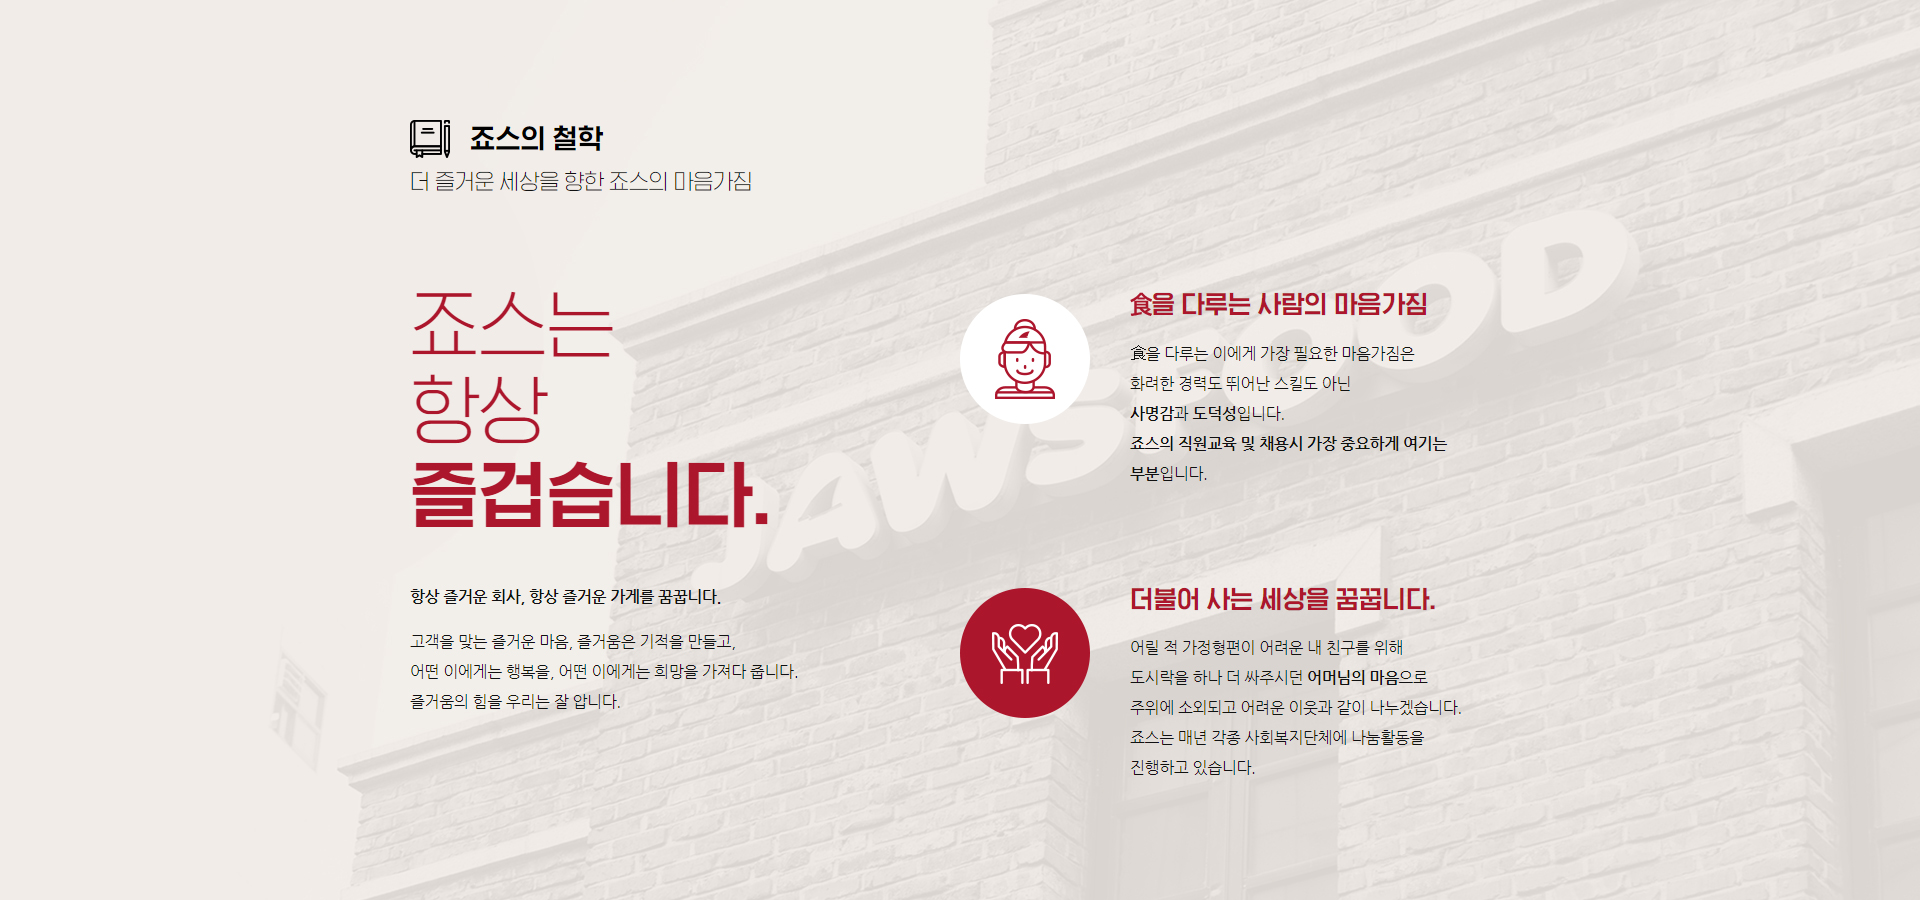 죠스의 철학
더 즐거운 세상을 향한 죠스의 마음가짐
죠스는
항상
즐겁습니다.
항상 즐거운 회사, 항상 즐거운 가게를 꿈꿉니다.
고객을 맞는 즐거운 마음, 즐거움은 기적을 만들고,
어떤 이에게는 행복을, 어떤 이에게는 희망을 가져다 줍니다.
즐거움의 힘을 우리는 잘 압니다.
食을 다루는 사람의 마음가짐
食을 다루는 이에게 가장 필요한 마음가짐은
화려한 경력도 뛰어난 스킬도 아닌
사명감과 도덕성입니다.
죠스의 직원교육 및 채용시 가장 중요하게 여기는
부분입니다.
더불어 사는 세상을 꿈꿉니다.
어릴 적 가정형편이 어려운 내 친구를 위해
도시락을 하나 더 싸주시던 어머님의 마음으로
주위에 소외되고 어려운 이웃과 같이 나누겠습니다.
죠스는 매년 각종 사회복지단체에 나눔활동을
진행하고 있습니다.
JAWSFOOD